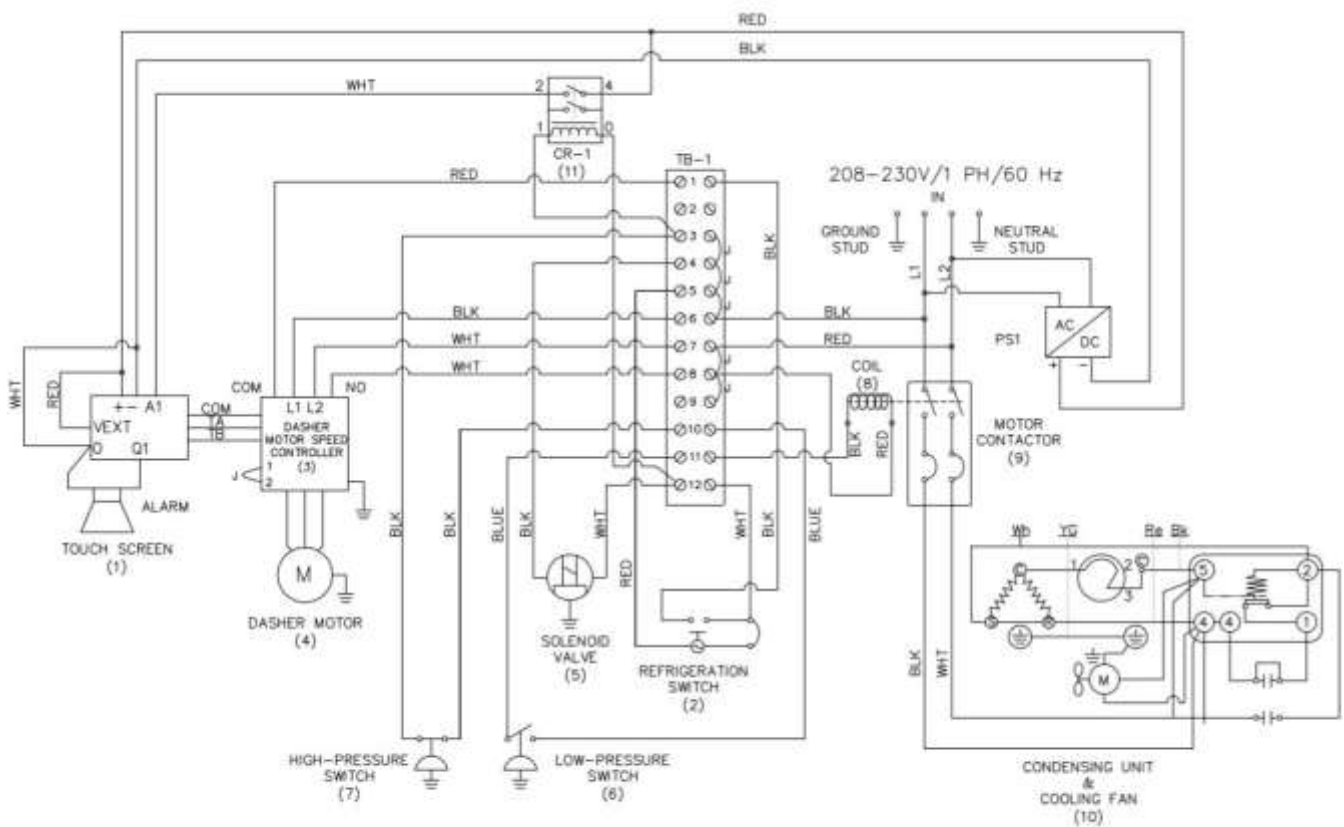 RED
BLK
WHT
2
4
1
0
CR-1
(11)
TB-1
RED
1
2
3
4
5
6
7
8
9
10
11
12
J
J
J
J
J
BLK
208-230V/1 PH/60 Hz
IN
GROUND
STUD
NEUTRAL
STUD
L1
L2
BLK
BLK
WHT
RED
WHT
AC
DC
PS1
+
-
COIL
(8)
BLK
RED
MOTOR
CONTACTOR
(9)
WHT
RED
COM
NO
+- A1
VEXT
O
Q1
COM
TA
TB
L1 L2
DASHER
MOTOR SPEED
CONTROLLER
(3)
1
2
J
ALARM
TOUCH SCREEN
(1)
M
DASHER MOTOR
(4)
BLK
BLK
BLUE
BLK
WHT
RED
WHT
BLK
BLUE
SOLENOID
VALVE
(5)
REFRIGERATION
SWITCH
(2)
HIGH-PRESSURE
SWITCH
(7)
LOW-PRESSURE
SWITCH
(6)
BLK
WHT
Bk
1
2
3
C
C
S
R
5
2
4
4
1
M
CONDENSING UNIT
&
COOLING FAN
(10)